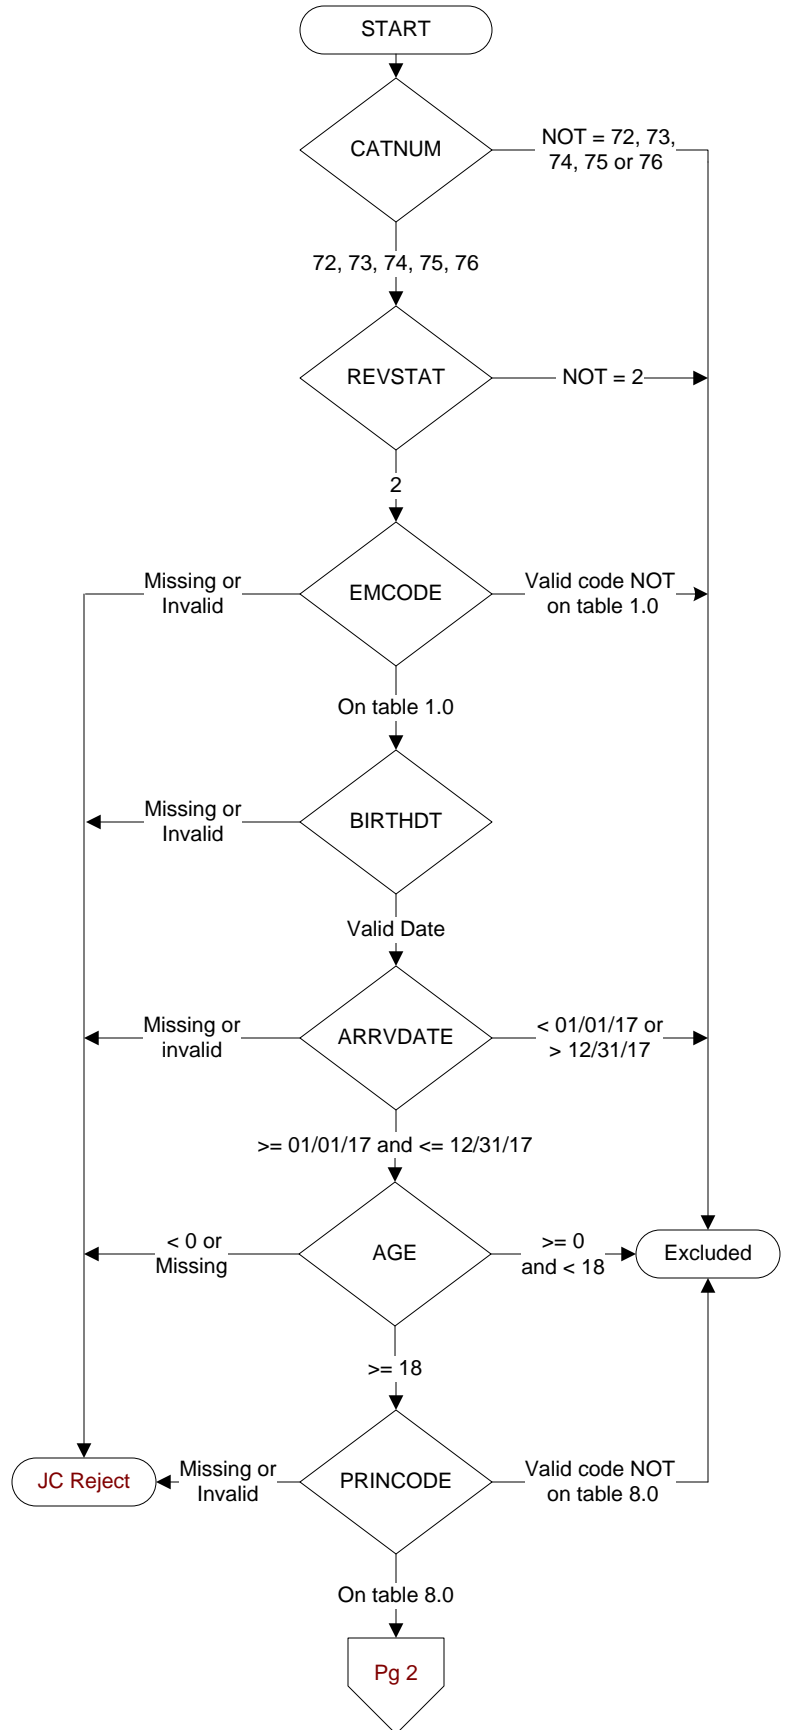 START
CATNUM
NOT = 72, 73,
74, 75 or 76
72, 73, 74, 75, 76
REVSTAT
NOT = 2
2
Missing or
Invalid
EMCODE
Valid code NOT
on table 1.0
On table 1.0
Missing or
Invalid
BIRTHDT
Valid Date
Missing or
invalid
ARRVDATE
< 01/01/17 or
> 12/31/17
>= 01/01/17 and <= 12/31/17
< 0 or
Missing
AGE
>= 0
and < 18
Excluded
>= 18
JC Reject
Missing or
Invalid
PRINCODE
Valid code NOT
on table 8.0
On table 8.0
Pg 2